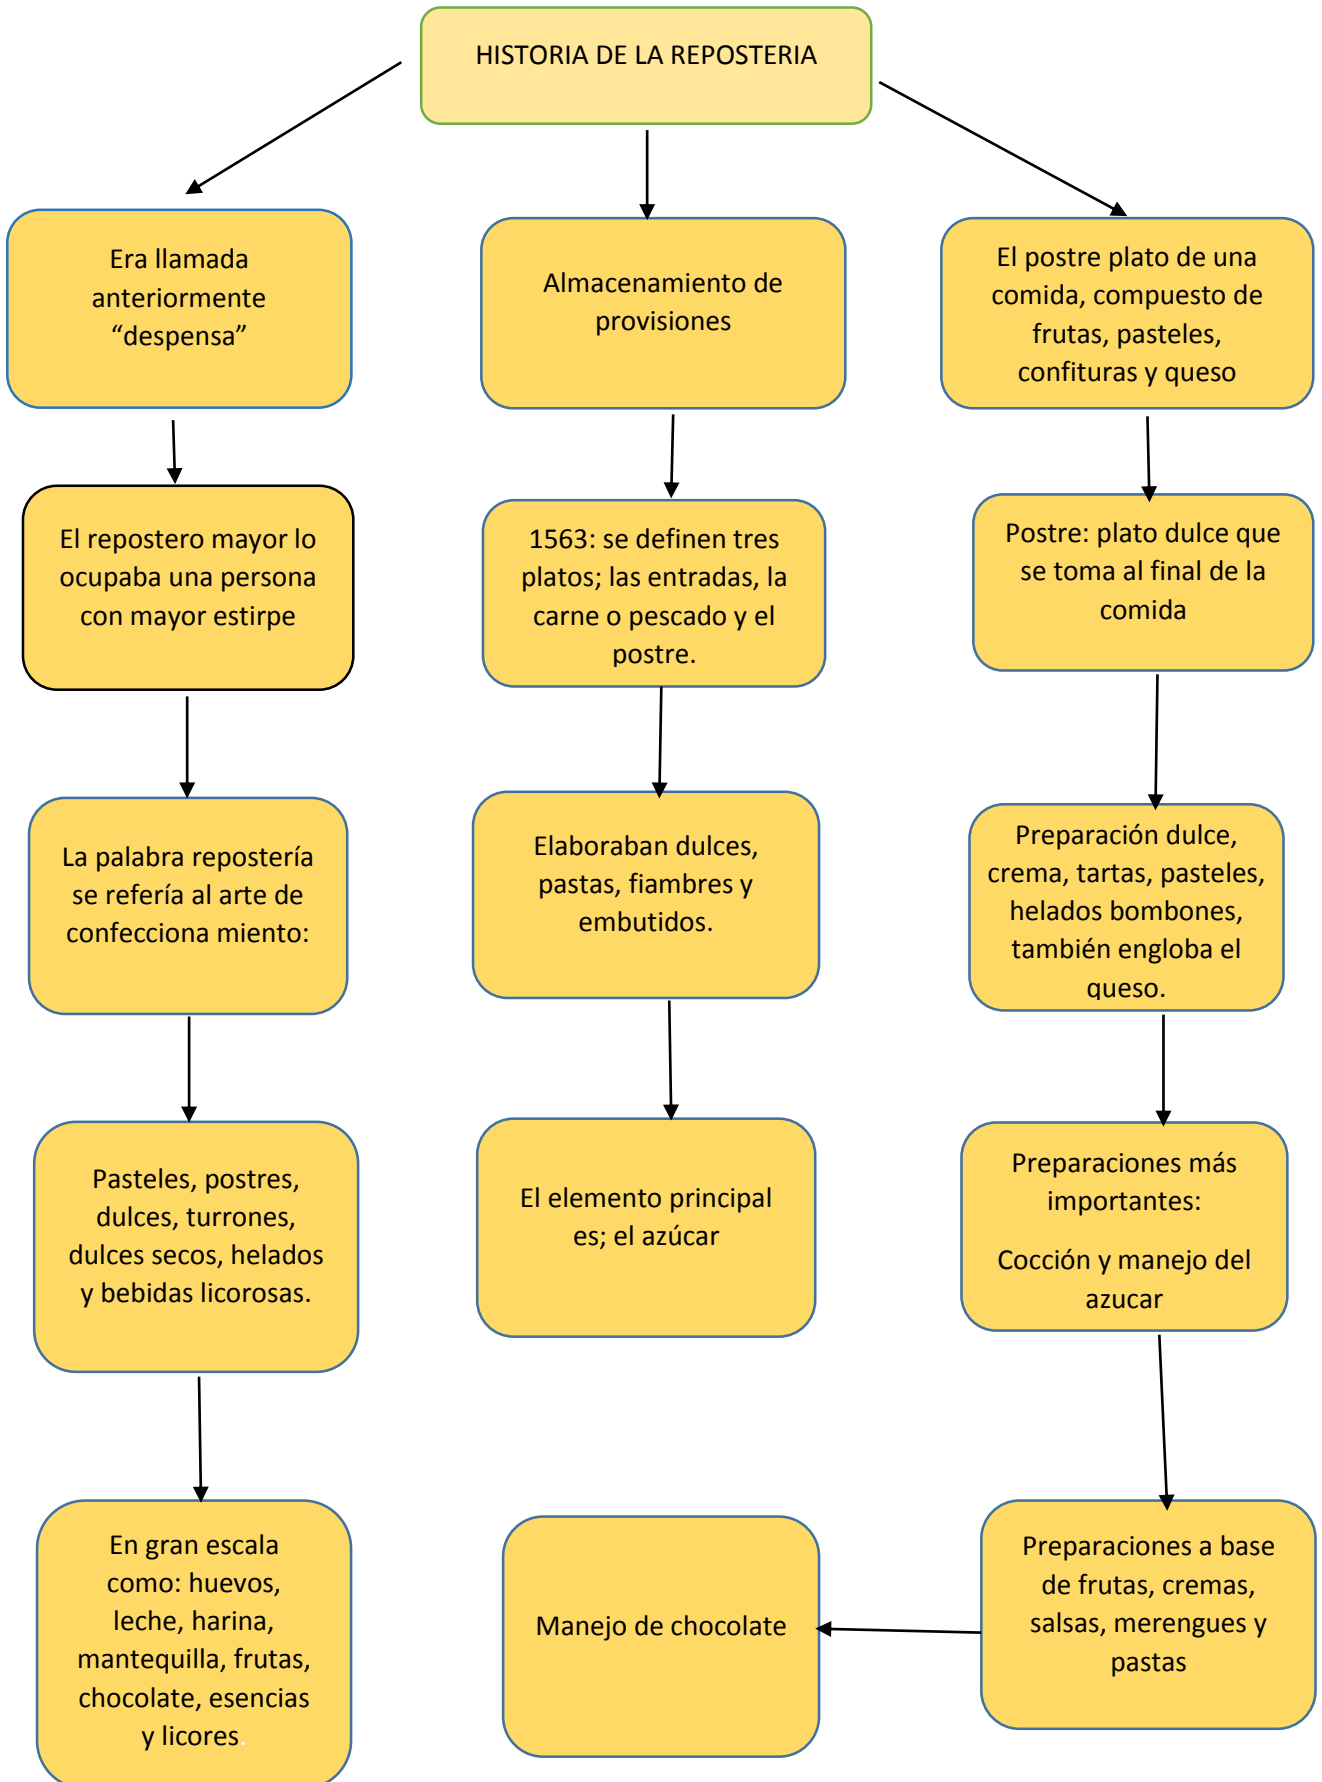 HISTORIA DE LA REPOSTERIA
Era llamada
anteriormente
“despensa”
Almacenamiento de
provisiones
El postre plato de una
comida, compuesto de
frutas, pasteles,
confituras y queso
El repostero mayor lo
ocupaba una persona
con mayor estirpe
1563: se definen tres
platos; las entradas, la
carne o pescado y el
postre.
Postre: plato dulce que
se toma al final de la
comida
La palabra repostería
se refería al arte de
confecciona miento:
Elaboraban dulces,
pastas, fiambres y
embutidos.
Preparación dulce,
crema, tartas, pasteles,
helados bombones,
también engloba el
queso.
Pasteles, postres,
dulces, turrones,
dulces secos, helados
y bebidas licorosas.
El elemento principal
es; el azúcar
Preparaciones más
importantes:
Cocción y manejo del
azucar
En gran escala
como: huevos,
leche, harina,
mantequilla, frutas,
chocolate, esencias
y licores.
Manejo de chocolate
Preparaciones a base
de frutas, cremas,
salsas, merengues y
pastas